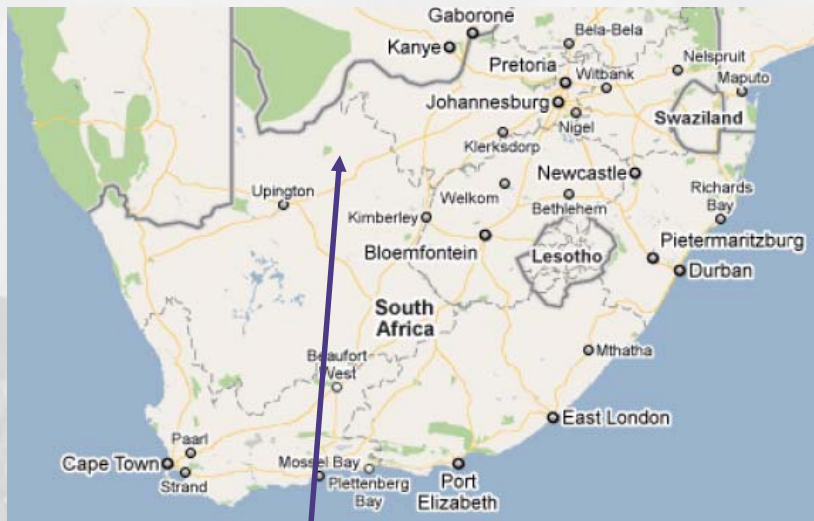 Gaborone
Bela-Bela
Kanye
Nelspruit
Pretoria
Witbank
Maputo
Johannesburg
Nigel
Swaziland
Klerksdorp
Newcastle
Upington
Welkom
Richards
Bay
Kimberley
Bethlehem
Bloemfontein
Lesotho
Pietermaritzburg
Durban
South
Africa
Mthatha
Beaufort
West
East London
Paarl
Cape Town
Mossel Bay
Strand
Plettenberg
Bay
Port
Elizabeth